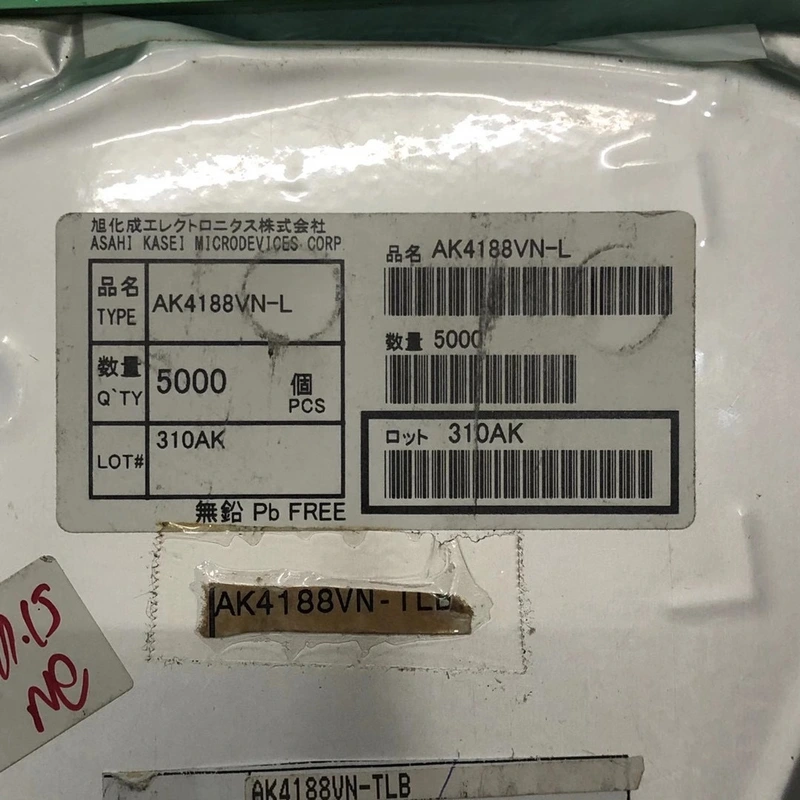 旭化成エレクトロニクス株式会社
ASAHI KASEI MICRODEVICES CORP
品名
TYPE
AK4188VN-L
数量
Q`TY
5000
個
PCS
LOT#
310AK
無鉛 Pb FREE
品名 AK4188VN-L
数量 5000
ロット 310AK
AK4188VN-TLB
NC
AK4188VN-TLB